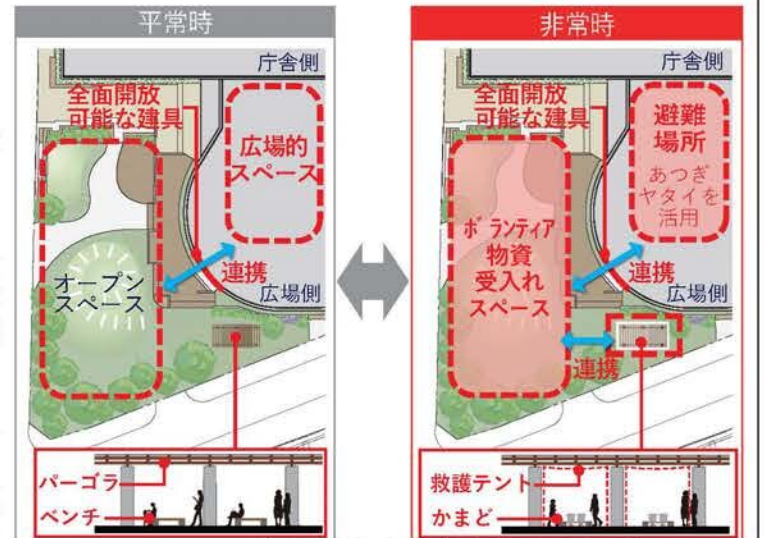 平常時
庁舎側
全面開放
可能な建具
広場的
スペース
オープン
スペース
連携
広場側
パーゴラ
ベンチ
非常時
庁舎側
全面開放
可能な建具
避難
場所
あつぎ
ヤタイを
活用
ボランティア
物資
受入れ
スペース
連携
広場側
連携
救護テント
かまど